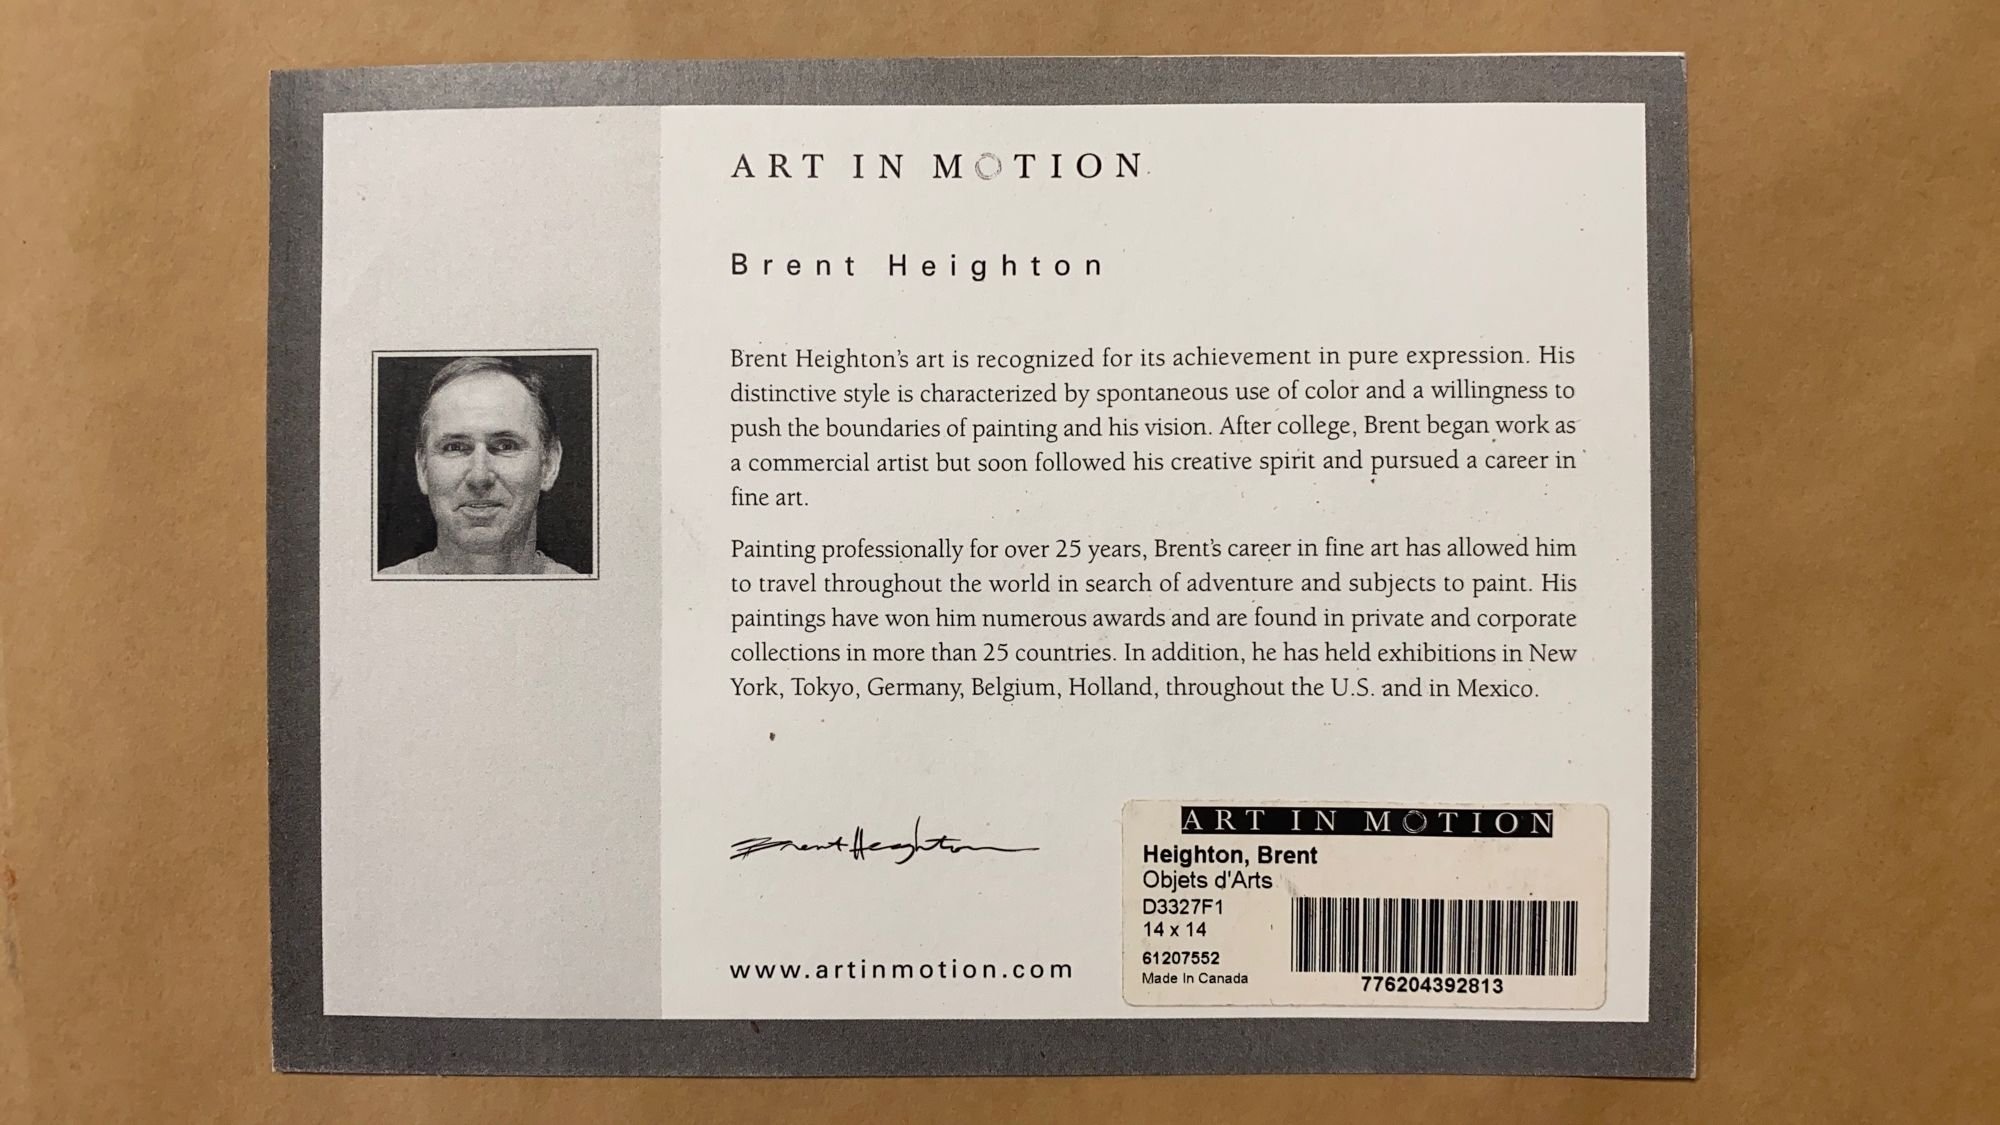 ART IN MOTION
Brent Heighton
Brent Heighton's art is recognized for its achievement in pure expression. His
distinctive style is characterized by spontaneous use of color and a willingness to
push the boundaries of painting and his vision. After college, Brent began work as
a commercial artist but soon followed his creative spirit and pursued a career in
fine art.
Painting professionally for over 25 years, Brent's career in fine art has allowed him
to travel throughout the world in search of adventure and subjects to paint. His
paintings have won him numerous awards and are found in private and corporate
collections in more than 25 countries. In addition, he has held exhibitions in New
York, Tokyo, Germany, Belgium, Holland, throughout the U.S. and in Mexico.
Brent Heighton
www.artinmotion.com
ART IN MOTION
Heighton, Brent
Objets d'Arts
D3327F1
14 x 14
61207552
Made In Canada
776204392813